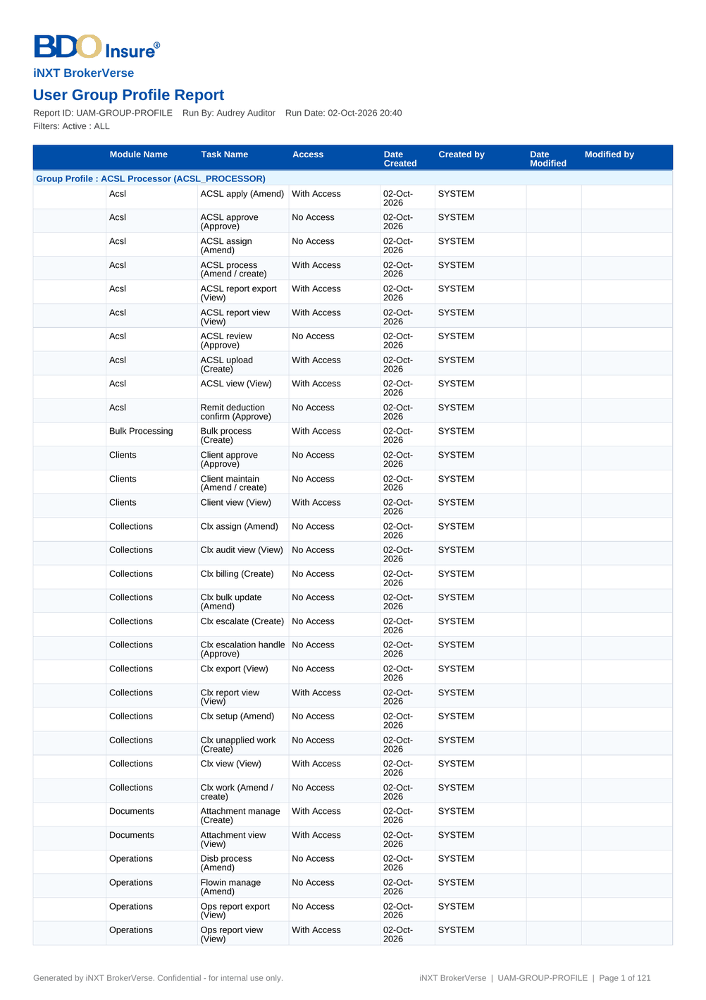 BDO Insure®
iNXT BrokerVerse
User Group Profile Report
Report ID: UAM-GROUP-PROFILE Run By: Audrey Auditor Run Date: 02-Oct-2026 20:40
Filters: Active : ALL
Module Name Task Name Access Date Created Created by Date Modified Modified by
Group Profile : ACSL Processor (ACSL_PROCESSOR)
Acsl ACSL apply (Amend) With Access 02-Oct-2026 SYSTEM
Acsl ACSL approve (Approve) No Access 02-Oct-2026 SYSTEM
Acsl ACSL assign (Amend) No Access 02-Oct-2026 SYSTEM
Acsl ACSL process (Amend / create) With Access 02-Oct-2026 SYSTEM
Acsl ACSL report export (View) With Access 02-Oct-2026 SYSTEM
Acsl ACSL report view (View) With Access 02-Oct-2026 SYSTEM
Acsl ACSL review (Approve) No Access 02-Oct-2026 SYSTEM
Acsl ACSL upload (Create) With Access 02-Oct-2026 SYSTEM
Acsl ACSL view (View) With Access 02-Oct-2026 SYSTEM
Acsl Remit deduction confirm (Approve) No Access 02-Oct-2026 SYSTEM
Bulk Processing Bulk process (Create) With Access 02-Oct-2026 SYSTEM
Clients Client approve (Approve) No Access 02-Oct-2026 SYSTEM
Clients Client maintain (Amend / create) No Access 02-Oct-2026 SYSTEM
Clients Client view (View) With Access 02-Oct-2026 SYSTEM
Collections Clx assign (Amend) No Access 02-Oct-2026 SYSTEM
Collections Clx audit view (View) No Access 02-Oct-2026 SYSTEM
Collections Clx billing (Create) No Access 02-Oct-2026 SYSTEM
Collections Clx bulk update (Amend) No Access 02-Oct-2026 SYSTEM
Collections Clx escalate (Create) No Access 02-Oct-2026 SYSTEM
Collections Clx escalation handle (Approve) No Access 02-Oct-2026 SYSTEM
Collections Clx export (View) No Access 02-Oct-2026 SYSTEM
Collections Clx report view (View) With Access 02-Oct-2026 SYSTEM
Collections Clx setup (Amend) No Access 02-Oct-2026 SYSTEM
Collections Clx unapplied work (Create) No Access 02-Oct-2026 SYSTEM
Collections Clx view (View) With Access 02-Oct-2026 SYSTEM
Collections Clx work (Amend / create) No Access 02-Oct-2026 SYSTEM
Documents Attachment manage (Create) With Access 02-Oct-2026 SYSTEM
Documents Attachment view (View) With Access 02-Oct-2026 SYSTEM
Operations Disb process (Amend) No Access 02-Oct-2026 SYSTEM
Operations Flowin manage (Amend) No Access 02-Oct-2026 SYSTEM
Operations Ops report export (View) No Access 02-Oct-2026 SYSTEM
Operations Ops report view (View) With Access 02-Oct-2026 SYSTEM
Generated by iNXT BrokerVerse. Confidential - for internal use only. iNXT BrokerVerse | UAM-GROUP-PROFILE | Page 1 of 121